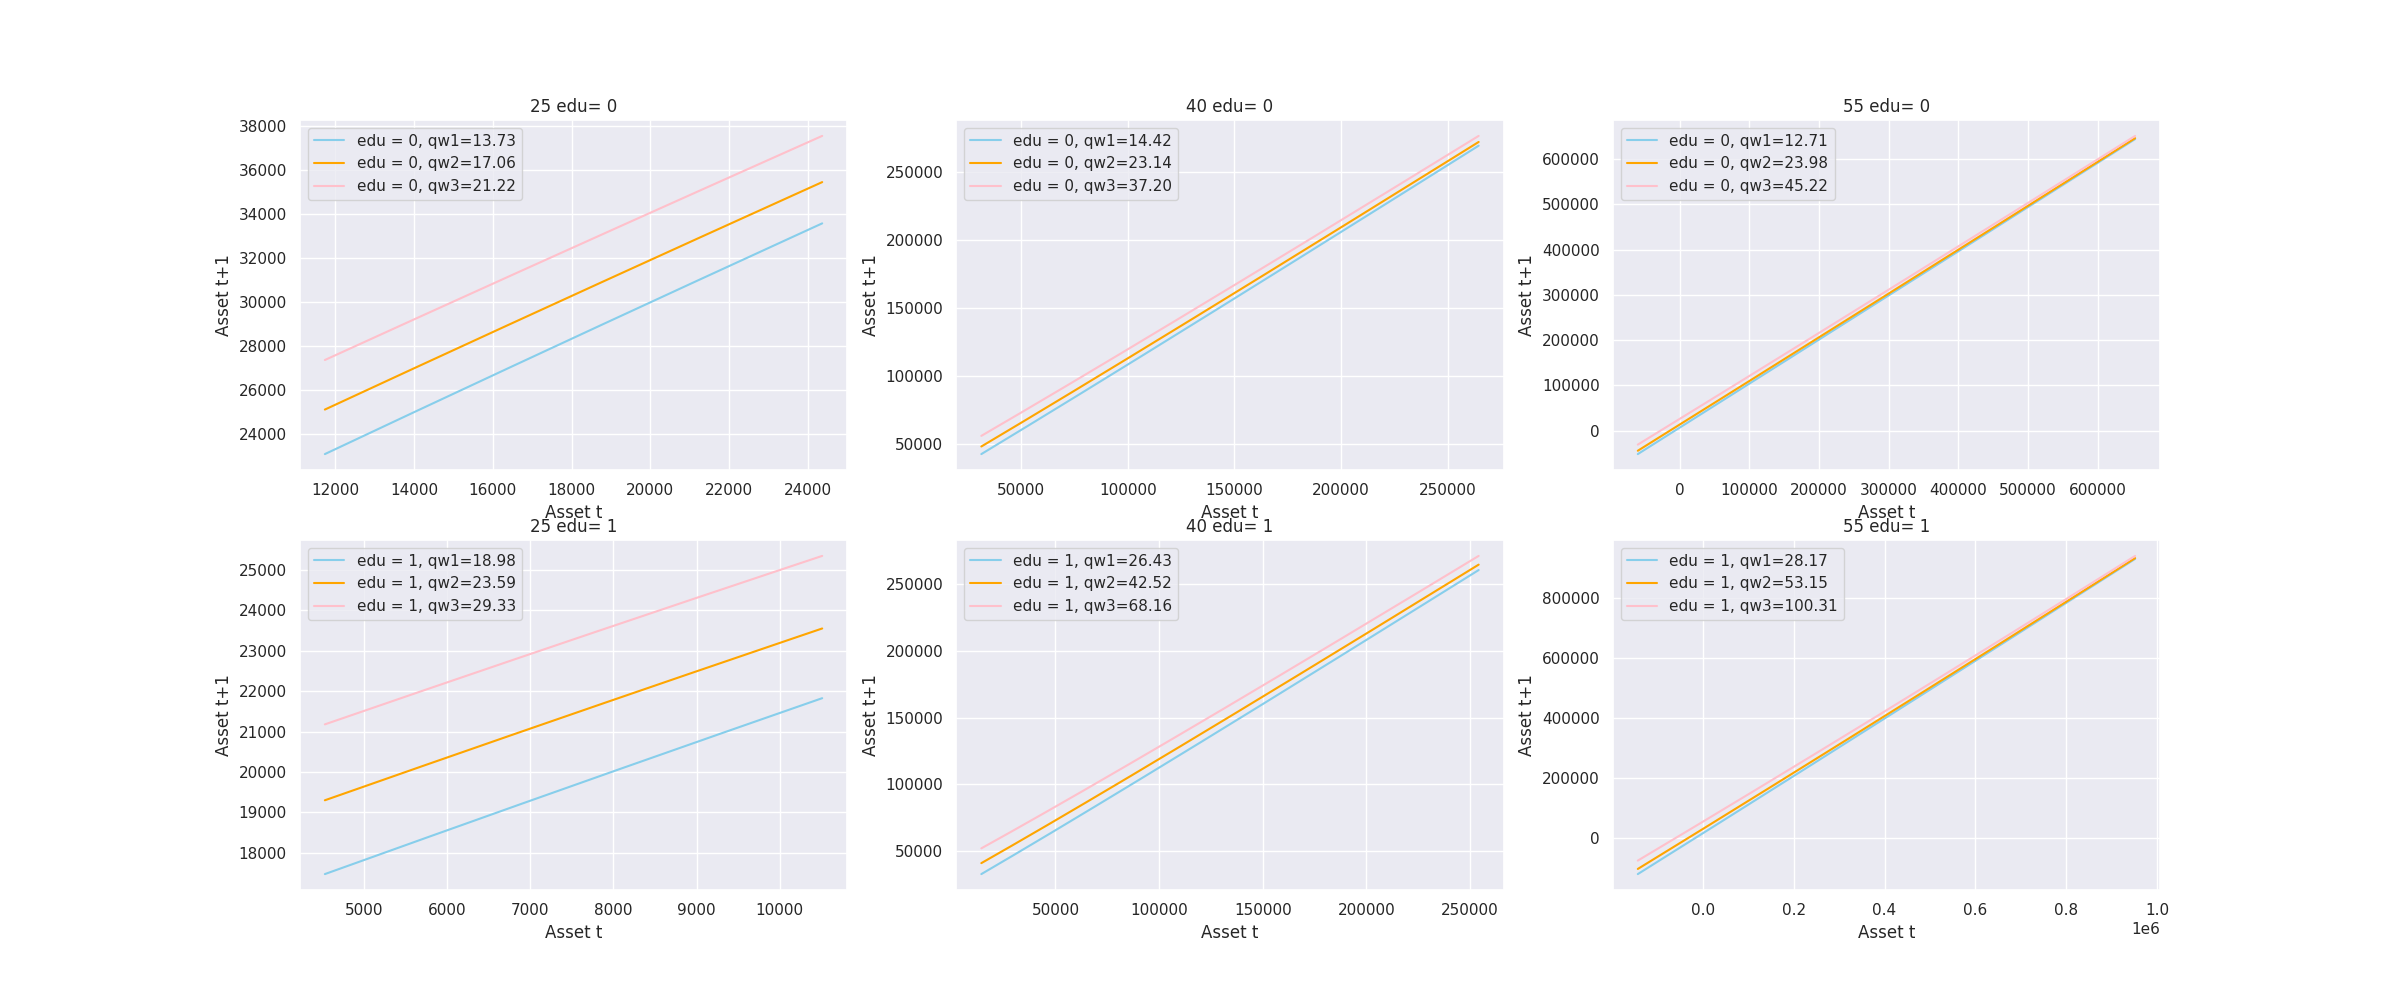 25 edu= 0
edu = 0, qw1=13.73
edu = 0, qw2=17.06
edu = 0, qw3=21.22
38000
36000
34000
32000
30000
28000
26000
24000
Asset t+1
12000 14000 16000 18000 20000 22000 24000
Asset t
40 edu= 0
edu = 0, qw1=14.42
edu = 0, qw2=23.14
edu = 0, qw3=37.20
250000
200000
150000
100000
50000
Asset t+1
50000 100000 150000 200000 250000
Asset t
55 edu= 0
edu = 0, qw1=12.71
edu = 0, qw2=23.98
edu = 0, qw3=45.22
600000
500000
400000
300000
200000
100000
0
Asset t+1
0 100000 200000 300000 400000 500000 600000
Asset t
25 edu= 1
edu = 1, qw1=18.98
edu = 1, qw2=23.59
edu = 1, qw3=29.33
25000
24000
23000
22000
21000
20000
19000
18000
Asset t+1
5000 6000 7000 8000 9000 10000
Asset t
40 edu= 1
edu = 1, qw1=26.43
edu = 1, qw2=42.52
edu = 1, qw3=68.16
250000
200000
150000
100000
50000
Asset t+1
50000 100000 150000 200000 250000
Asset t
55 edu= 1
edu = 1, qw1=28.17
edu = 1, qw2=53.15
edu = 1, qw3=100.31
800000
600000
400000
200000
0
Asset t+1
0.0 0.2 0.4 0.6 0.8 1.0
1e6
Asset t